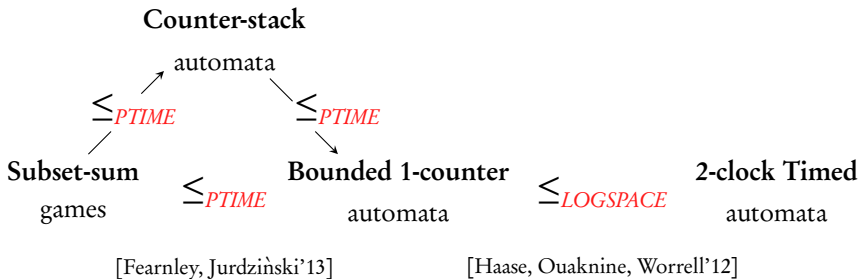 Counter-stack
automata
≤PTIME ≤PTIME
Subset-sum Bounded 1-counter 2-clock Timed
≤PTIME ≤LOGSPACE
games automata automata
[Fearnley, Jurdziński'13] [Haase, Ouaknine, Worrell'12]